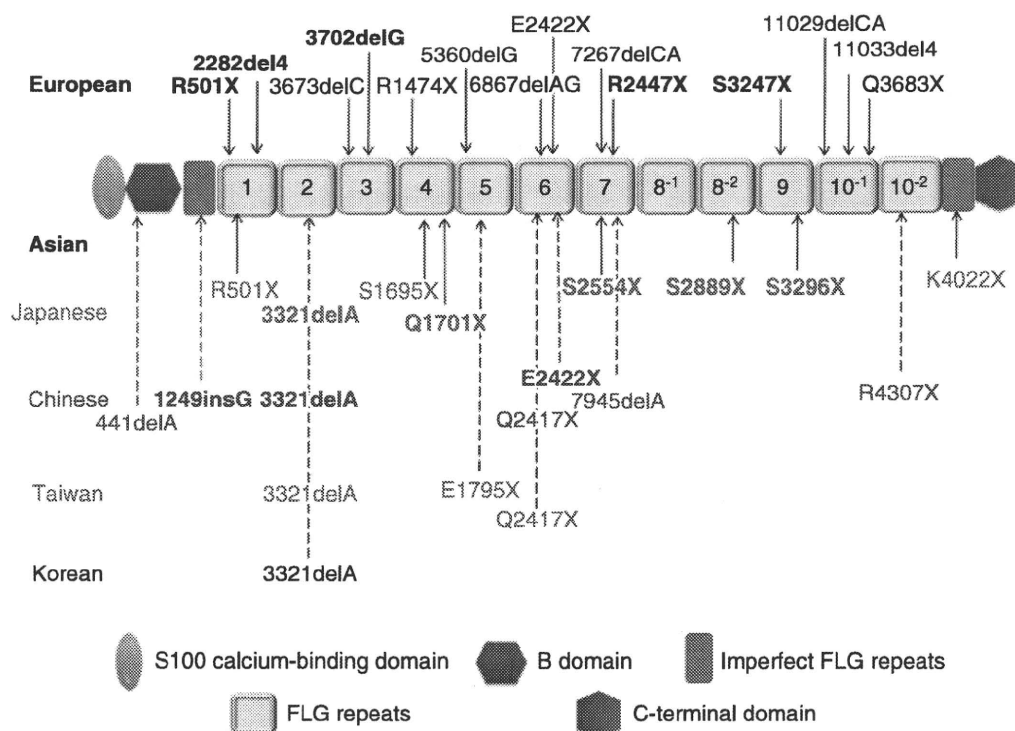 E2422X
11029delCA
3702delG
5360delG
7267delCA
11033del4
2282del4
European
R501X
3673delC
R1474X
6867delAG
R2447X
S3247X
Q3683X
1
2
3
4
5
6
7
8-1
8-2
9
10-1
10-2
Asian
R501X
S1695X
S2554X
S2889X
S3296X
K4022X
Japanese
3321delA
Q1701X
E2422X
Chinese
1249insG
3321delA
7945delA
R4307X
441delA
Q2417X
Taiwan
3321delA
E1795X
Q2417X
Korean
3321delA
S100 calcium-binding domain
B domain
Imperfect FLG repeats
FLG repeats
C-terminal domain